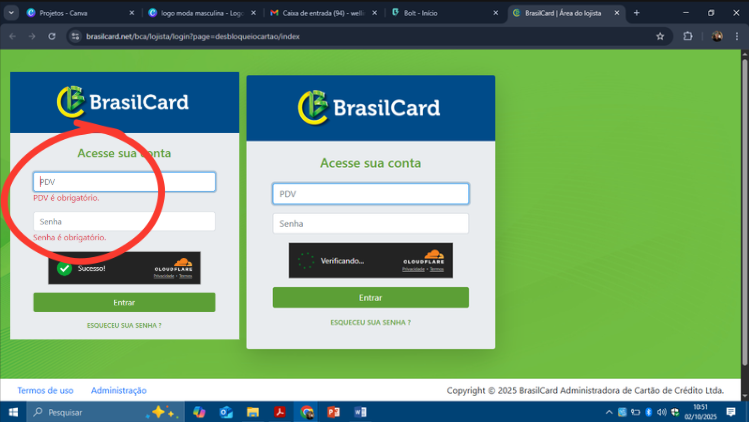 Projetos - Canva
logo moda masculina - Logo
Caixa de entrada (94) - well
Bolt - Início
BrasilCard | Área do lojista
brasilcard.net/bca/lojista/login?page=desbloqueiocartao/index
BrasilCard
Acesse sua conta
PDV
PDV é obrigatório.
Senha
Senha é obrigatório.
Sucesso!
CLOUDFLARE
Privacidade • Termos
Entrar
ESQUECEU SUA SENHA ?
BrasilCard
Acesse sua conta
PDV
Senha
Verificando...
CLOUDFLARE
Privacidade • Termos
Entrar
ESQUECEU SUA SENHA ?
Termos de uso
Administração
Copyright © 2025 BrasilCard Administradora de Cartão de Crédito Ltda.
Pesquisar
10:51
02/10/2025